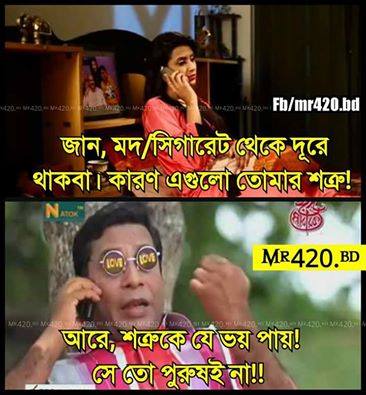 Fb/mr420.bd
জান, মদ/সিগারেট থেকে দূরে
থাকবা। কারণ এগুলো তোমার শত্রু!
NATOK
MR420.BD
LOVE LOVE
আরে, শত্রুকে যে ভয় পায়!
সে তো পুরুষই না!!